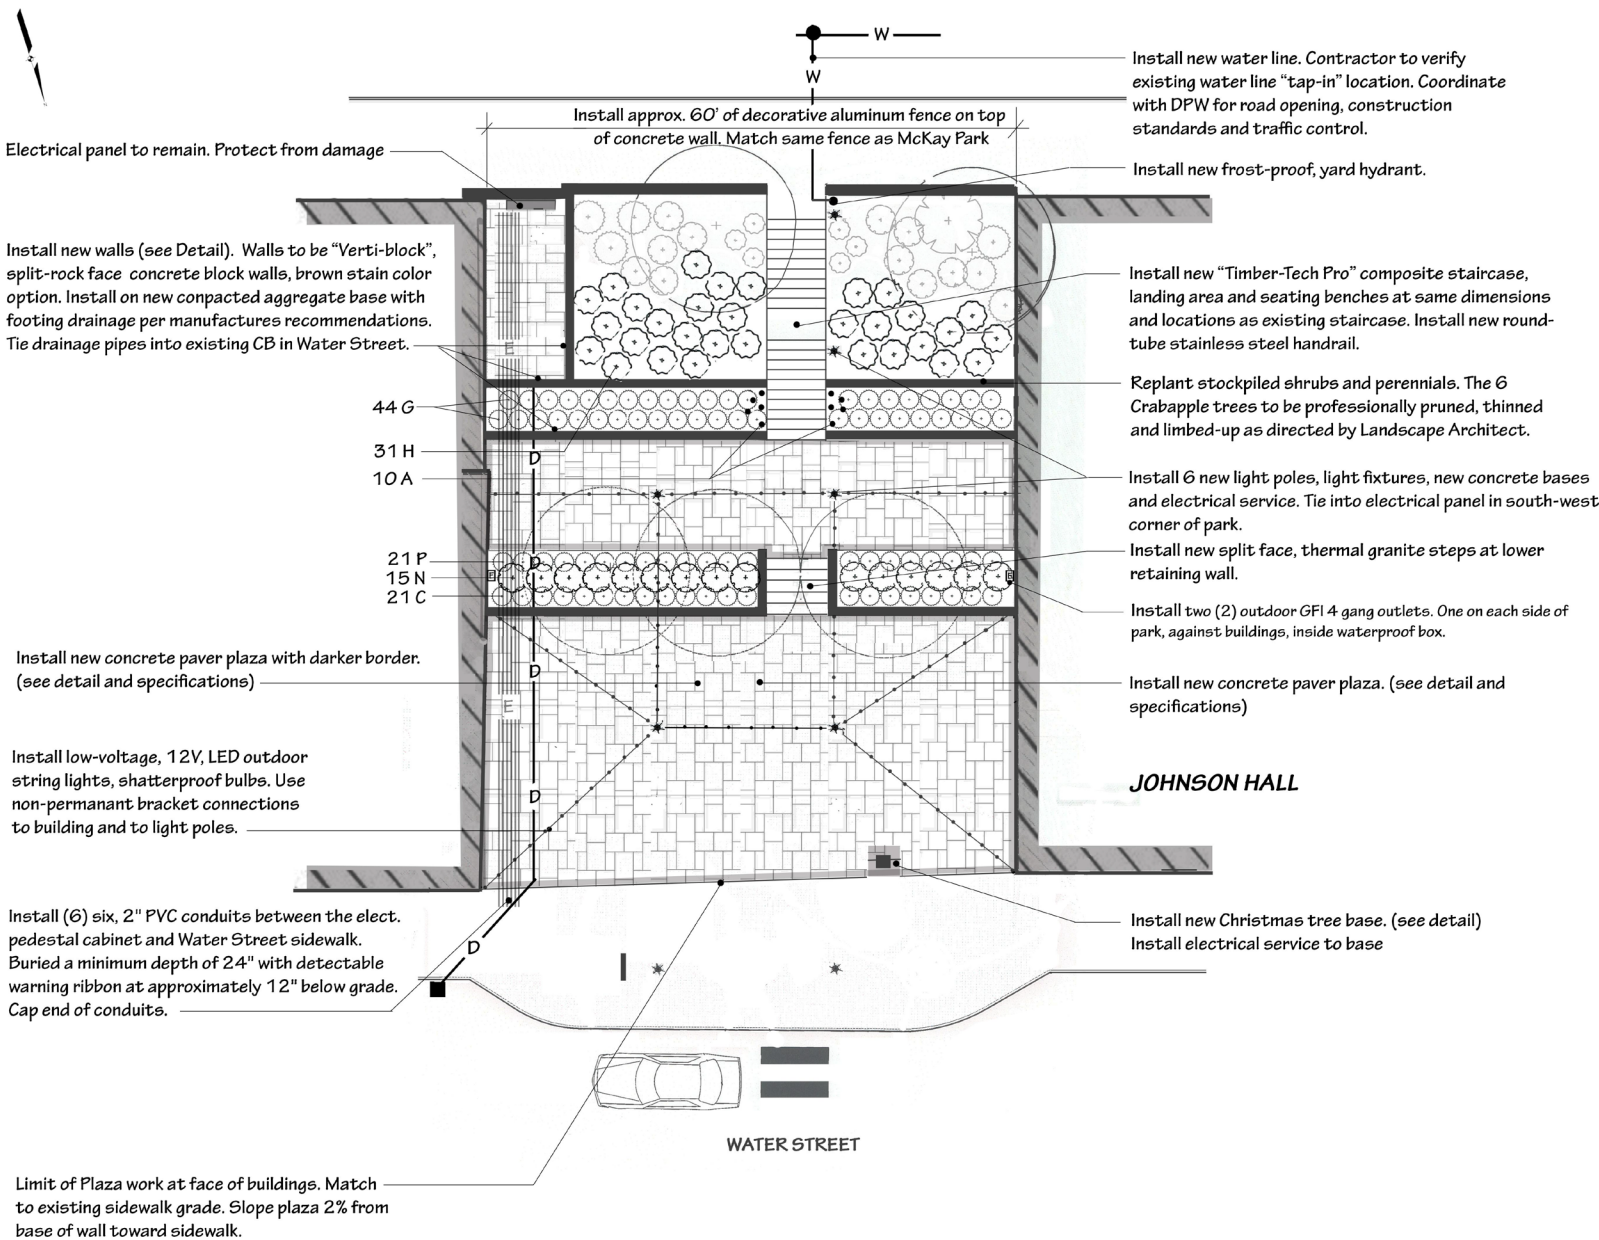 W
W
Install new water line. Contractor to verify
existing water line "tap-in" location. Coordinate
with DPW for road opening, construction
standards and traffic control.
Install approx. 60' of decorative aluminum fence on top
of concrete wall. Match same fence as McKay Park
Electrical panel to remain. Protect from damage
Install new frost-proof, yard hydrant.
Install new walls (see Detail). Walls to be "Verti-block",
split-rock face concrete block walls, brown stain color
option. Install on new conpacted aggregate base with
footing drainage per manufactures recommendations.
Tie drainage pipes into existing CB in Water Street.
Install new "Timber-Tech Pro" composite staircase,
landing area and seating benches at same dimensions
and locations as existing staircase. Install new round-
tube stainless steel handrail.
E
Replant stockpiled shrubs and perennials. The 6
Crabapple trees to be professionally pruned, thinned
and limbed-up as directed by Landscape Architect.
44 G
31 H
10 A
D
Install 6 new light poles, light fixtures, new concrete bases
and electrical service. Tie into electrical panel in south-west
corner of park.
21 P
15 N
21 C
D
E
E
Install new split face, thermal granite steps at lower
retaining wall.
Install two (2) outdoor GFI 4 gang outlets. One on each side of
park, against buildings, inside waterproof box.
Install new concrete paver plaza with darker border.
(see detail and specifications)
D
E
Install new concrete paver plaza. (see detail and
specifications)
Install low-voltage, 12V, LED outdoor
string lights, shatterproof bulbs. Use
non-permanant bracket connections
to building and to light poles.
D
JOHNSON HALL
Install (6) six, 2" PVC conduits between the elect.
pedestal cabinet and Water Street sidewalk.
Buried a minimum depth of 24" with detectable
warning ribbon at approximately 12" below grade.
Cap end of conduits.
D
Install new Christmas tree base. (see detail)
Install electrical service to base
WATER STREET
Limit of Plaza work at face of buildings. Match
to existing sidewalk grade. Slope plaza 2% from
base of wall toward sidewalk.